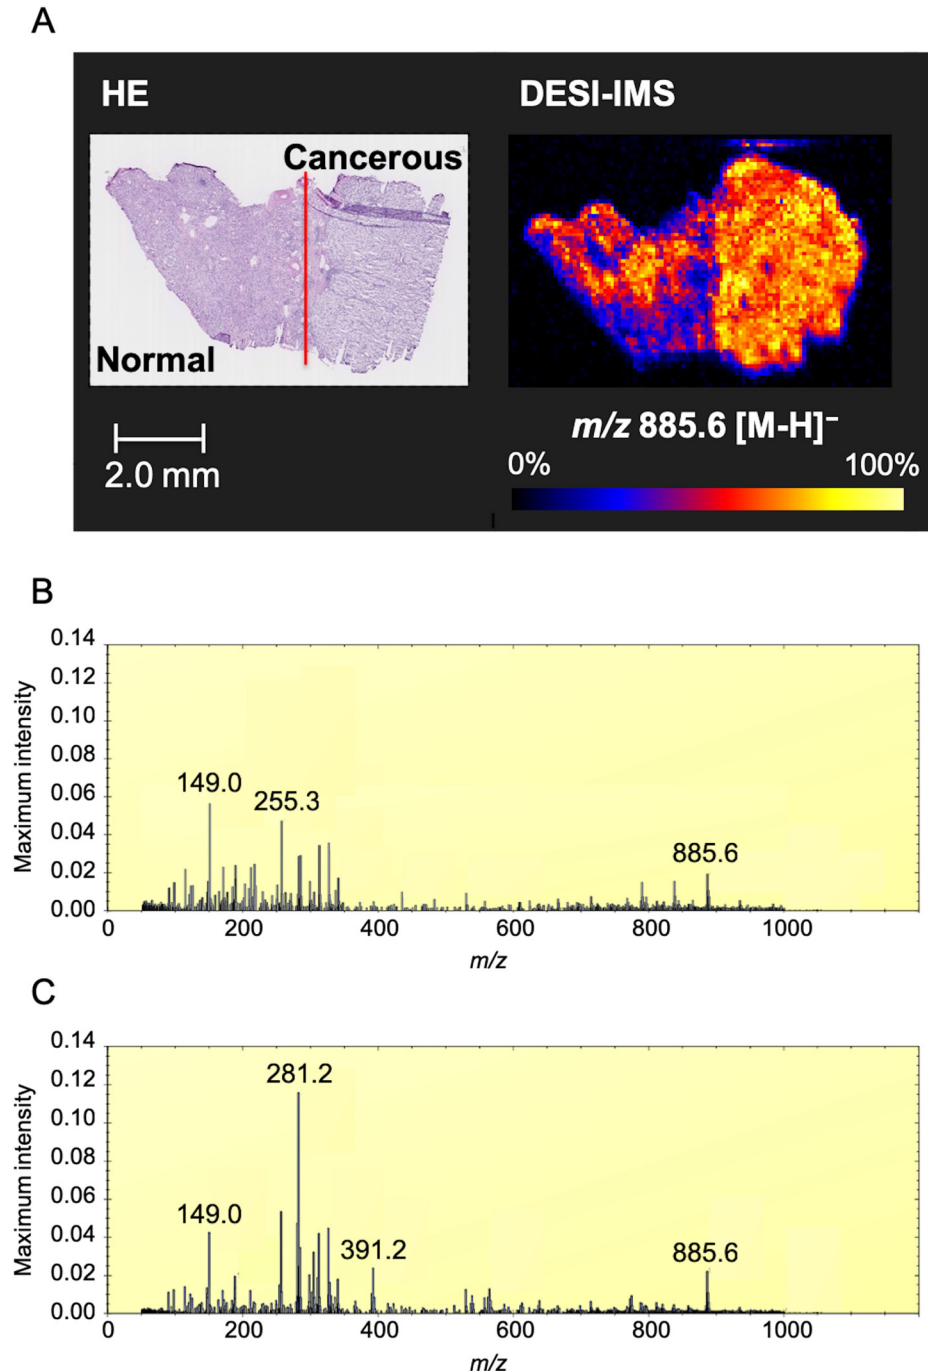 A
HE
DESI-IMS
Cancerous
Normal
2.0 mm
m/z 885.6 [M-H]⁻
0%
100%
B
0.14
0.12
0.10
0.08
0.06
0.04
0.02
0.00
Maximum intensity
149.0
255.3
885.6
0
200
400
600
800
1000
m/z
C
0.14
0.12
0.10
0.08
0.06
0.04
0.02
0.00
Maximum intensity
281.2
149.0
391.2
885.6
0
200
400
600
800
1000
m/z